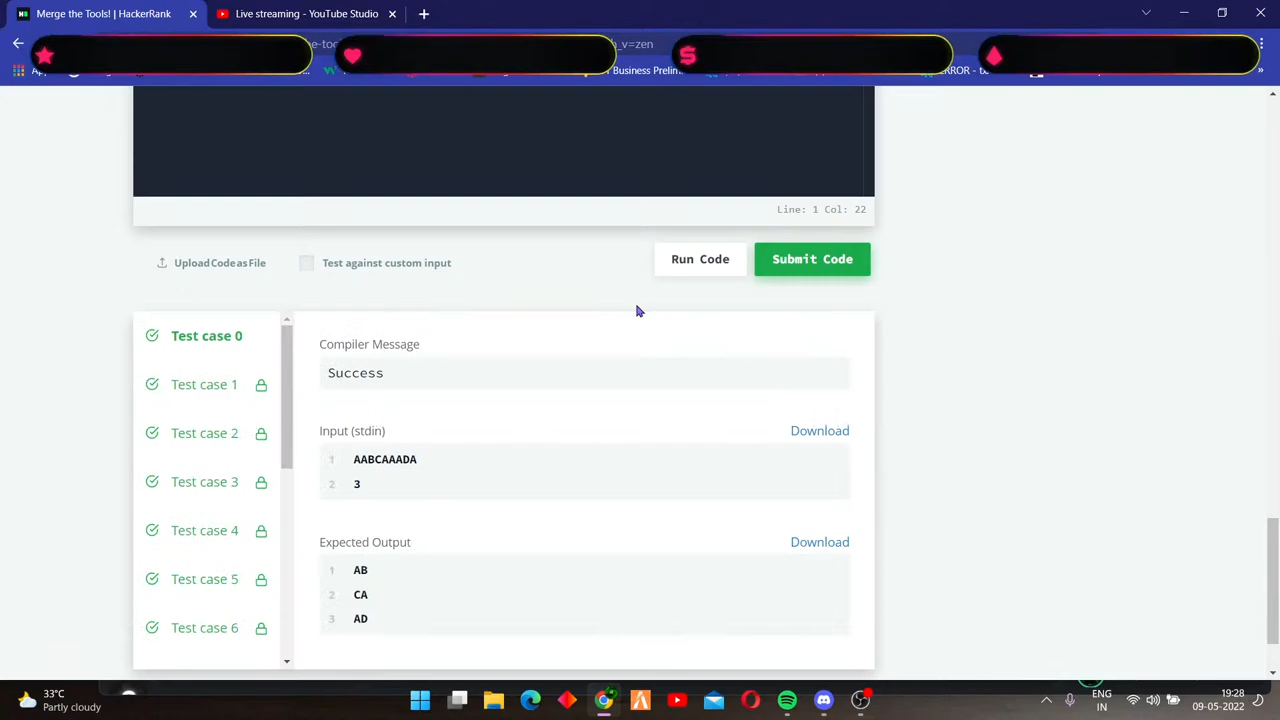 Merge the Tools! | HackerRank
Live streaming - YouTube Studio
_v=zen
Business Prelim
ERROR - t
Line: 1 Col: 22
Upload Code as File
Test against custom input
Run Code
Submit Code
Test case 0
Test case 1
Test case 2
Test case 3
Test case 4
Test case 5
Test case 6
Compiler Message
Success
Input (stdin)
Download
1 AABCAAADA
2 3
Expected Output
Download
1 AB
2 CA
3 AD
33°C
Partly cloudy
ENG
IN
19:28
09-05-2022